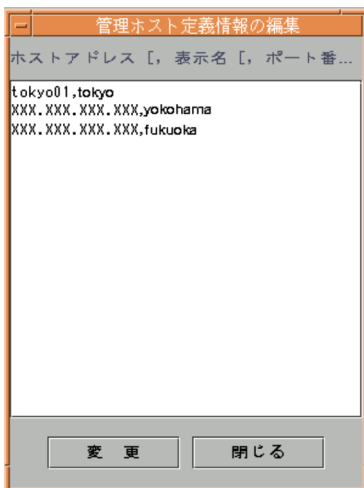 管理ホスト定義情報の編集
ホストアドレス [, 表示名 [, ポート番...
tokyo01,tokyo
XXX.XXX.XXX.XXX,yokohama
XXX.XXX.XXX.XXX,fukuoka
変 更 閉じる